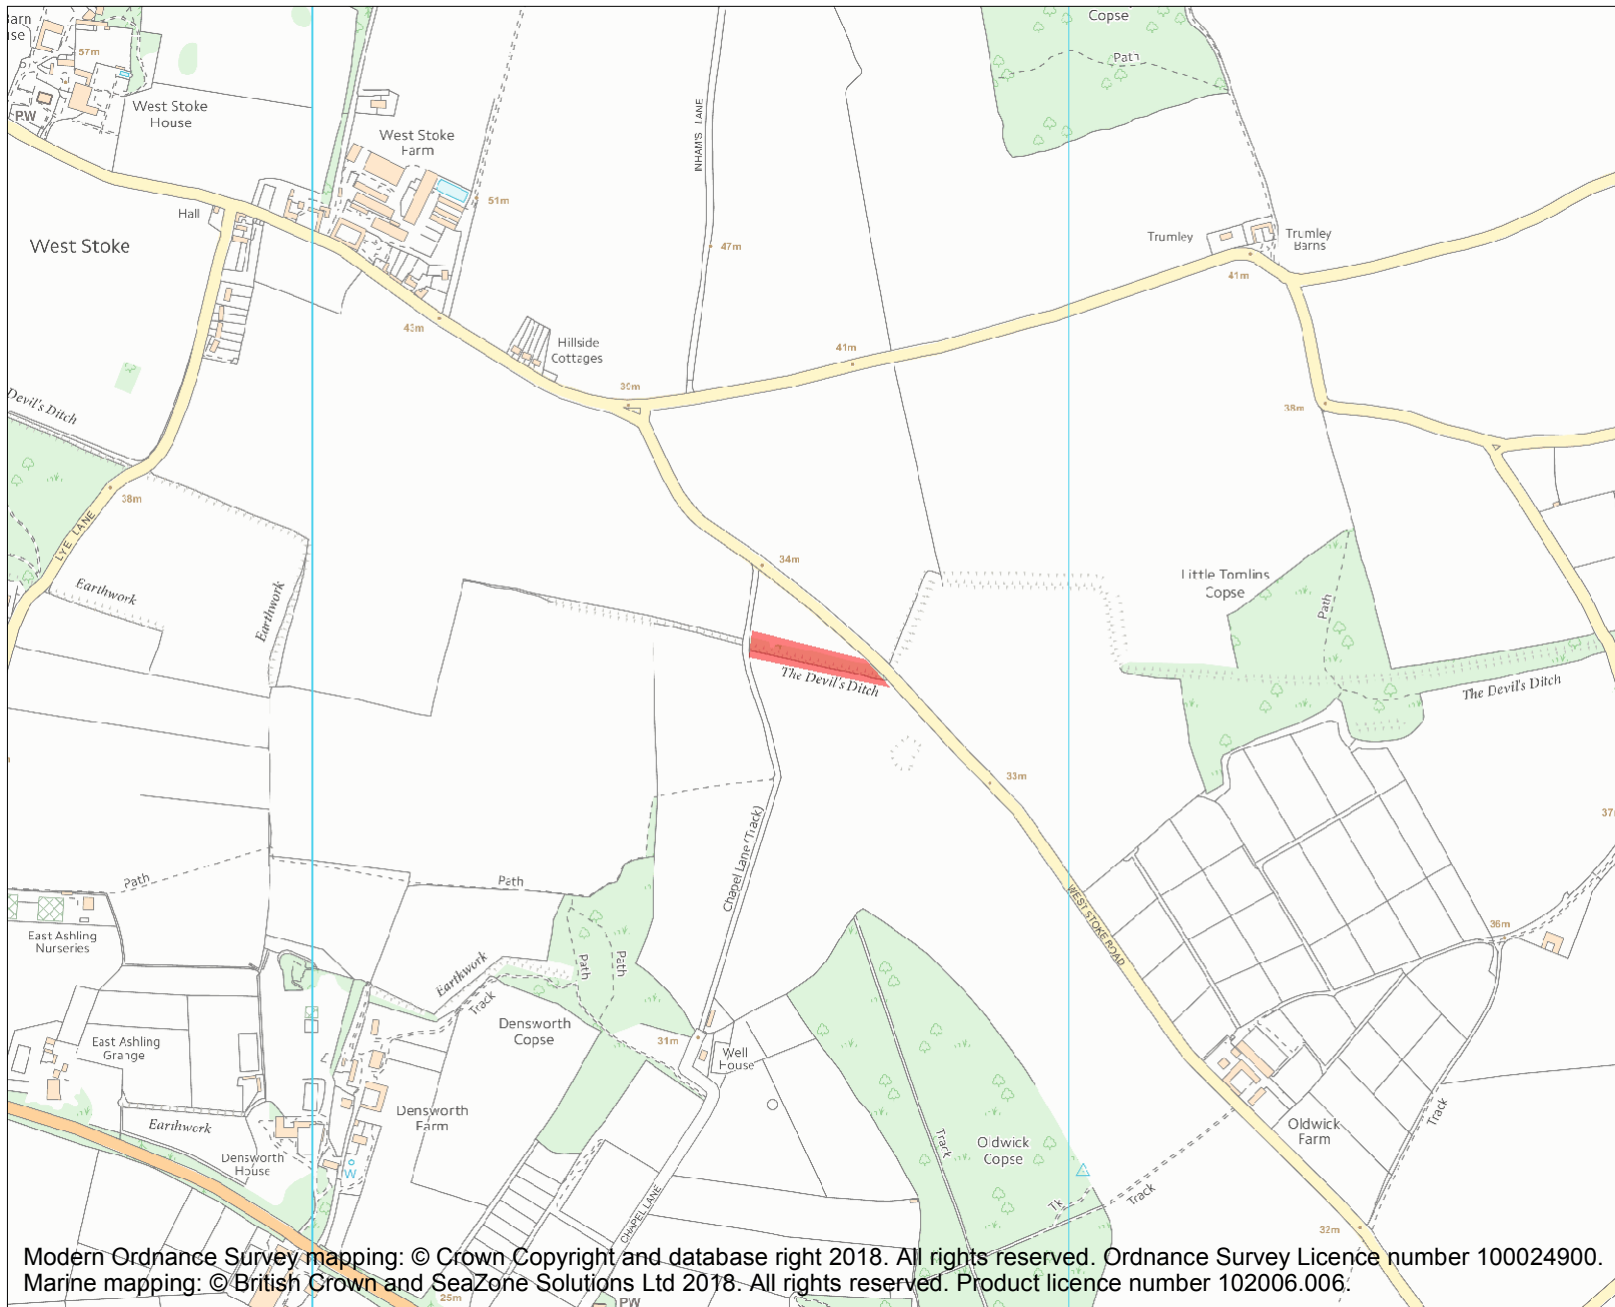 Copse
Path
57m
West Stoke
House
PW
INHAM'S LANE
West Stoke
Farm
51m
Hall
West Stoke
47m
Trumley
Trumley
Barns
41m
43m
Hillside
Cottages
41m
39m
Devil's Ditch
38m
38m
LYE LANE
34m
Earthwork
Earthwork
Little Tomlins
Copse
Path
The Devil's Ditch
The Devil's Ditch
33m
Chapel Lane (Track)
Path
Path
WEST STOKE ROAD
East Ashling
Nurseries
36m
Earthwork
Path
Path
Track
Densworth
Copse
31m
Well
House
East Ashling
Grange
Densworth
Farm
Earthwork
Densworth
House
W
Track
Oldwick
Copse
Oldwick
Farm
Track
Track
Tk
CHAPEL LANE
32m
Modern Ordnance Survey mapping: © Crown Copyright and database right 2018. All rights reserved. Ordnance Survey Licence number 100024900.
Marine mapping: © British Crown and SeaZone Solutions Ltd 2018. All rights reserved. Product licence number 102006.006.
25m
PW